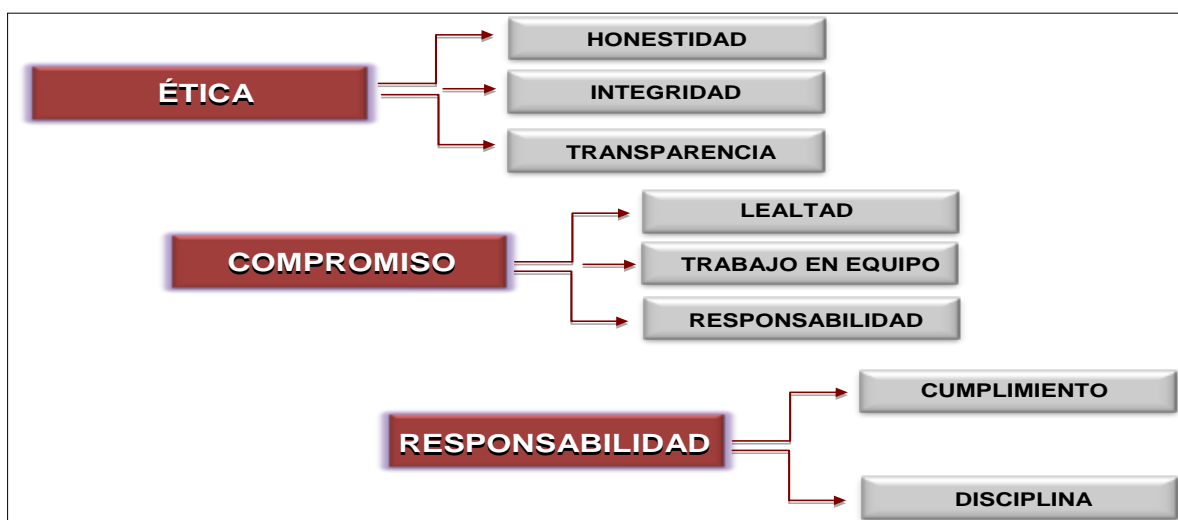 ÉTICA
HONESTIDAD
INTEGRIDAD
TRANSPARENCIA
COMPROMISO
LEALTAD
TRABAJO EN EQUIPO
RESPONSABILIDAD
RESPONSABILIDAD
CUMPLIMIENTO
DISCIPLINA